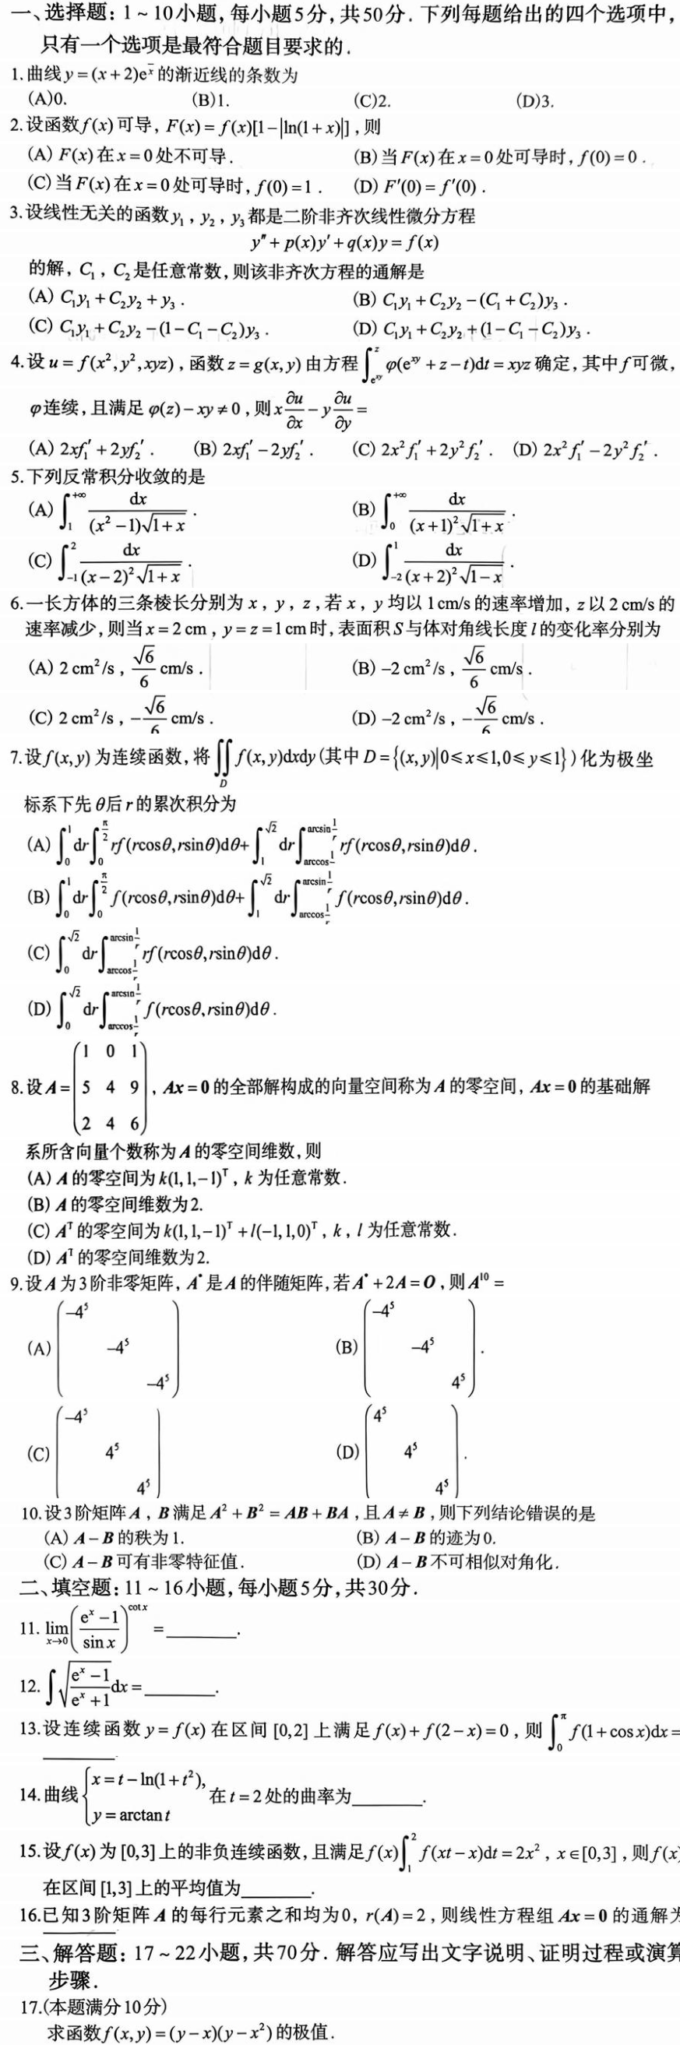 一、选择题：1～10小题，每小题5分，共50分．下列每题给出的四个选项中，
只有一个选项是最符合题目要求的．
1.曲线y=(x+2)e^{\frac{}{x}}的渐近线的条数为
(A)0. (B)1. (C)2. (D)3.
2.设函数f(x)可导，F(x)=f(x)[1-|ln(1+x)|]，则
(A) F(x)在x=0处不可导． (B)当F(x)在x=0处可导时，f(0)=0．
(C)当F(x)在x=0处可导时，f(0)=1． (D) F'(0)=f'(0)．
3.设线性无关的函数y₁，y₂，y₃都是二阶非齐次线性微分方程
y''+p(x)y'+q(x)y=f(x)
的解，C₁，C₂是任意常数，则该非齐次方程的通解是
(A) C₁y₁+C₂y₂+y₃． (B) C₁y₁+C₂y₂-(C₁+C₂)y₃．
(C) C₁y₁+C₂y₂-(1-C₁-C₂)y₃． (D) C₁y₁+C₂y₂+(1-C₁-C₂)y₃．
4.设u=f(x²,y²,xyz)，函数z=g(x,y)由方程∫_{e^{xy}}^{z}φ(e^{xy}+z-t)dt=xyz确定，其中f可微，
φ连续，且满足φ(z)-xy≠0，则x∂u/∂x-y∂u/∂y=
(A) 2xf₁'+2yf₂'． (B) 2xf₁'-2yf₂'． (C) 2x²f₁'+2y²f₂'． (D) 2x²f₁'-2y²f₂'．
5.下列反常积分收敛的是
(A) ∫_{1}^{+∞} dx/((x²-1)√(1+x))． (B) ∫_{0}^{+∞} dx/((x+1)²√(1+x))．
(C) ∫_{-1}^{2} dx/((x-2)²√(1+x))． (D) ∫_{-2}^{1} dx/((x+2)²√(1-x))．
6.一长方体的三条棱长分别为x，y，z，若x，y均以1cm/s的速率增加，z以2cm/s的
速率减少，则当x=2cm，y=z=1cm时，表面积S与体对角线长度l的变化率分别为
(A) 2cm²/s，√6/6 cm/s． (B) -2cm²/s，√6/6 cm/s．
(C) 2cm²/s，-√6/6 cm/s． (D) -2cm²/s，-√6/6 cm/s．
7.设f(x,y)为连续函数，将∬_D f(x,y)dxdy(其中D={(x,y)|0≤x≤1,0≤y≤1})化为极坐
标系下先θ后r的累次积分为
(A) ∫_{0}^{1}dr∫_{0}^{π/2}rf(rcosθ,rsinθ)dθ+∫_{1}^{√2}dr∫_{arccos 1/r}^{arcsin 1/r}rf(rcosθ,rsinθ)dθ．
(B) ∫_{0}^{1}dr∫_{0}^{π/2}f(rcosθ,rsinθ)dθ+∫_{1}^{√2}dr∫_{arccos 1/r}^{arcsin 1/r}f(rcosθ,rsinθ)dθ．
(C) ∫_{0}^{√2}dr∫_{arccos 1/r}^{arcsin 1/r}rf(rcosθ,rsinθ)dθ．
(D) ∫_{0}^{√2}dr∫_{arccos 1/r}^{arcsin 1/r}f(rcosθ,rsinθ)dθ．
8.设A=(1 0 1; 5 4 9; 2 4 6)，Ax=0的全部解构成的向量空间称为A的零空间，Ax=0的基础解
系所含向量个数称为A的零空间维数，则
(A) A的零空间为k(1,1,-1)ᵀ，k为任意常数．
(B) A的零空间维数为2．
(C) Aᵀ的零空间为k(1,1,-1)ᵀ+l(-1,1,0)ᵀ，k，l为任意常数．
(D) Aᵀ的零空间维数为2．
9.设A为3阶非零矩阵，A*是A的伴随矩阵，若A*+2A=O，则A¹⁰=
(A) (-4⁵ -4⁵ -4⁵) (B) (-4⁵ -4⁵ 4⁵)．
(C) (-4⁵ 4⁵ 4⁵) (D) (4⁵ 4⁵ 4⁵)．
10.设3阶矩阵A，B满足A²+B²=AB+BA，且A≠B，则下列结论错误的是
(A) A-B的秩为1． (B) A-B的迹为0．
(C) A-B可有非零特征值． (D) A-B不可相似对角化．
二、填空题：11～16小题，每小题5分，共30分．
11. lim_{x→0}((eˣ-1)/sinx)^{cotx}=________．
12. ∫√((eˣ-1)/(eˣ+1))dx=________．
13.设连续函数y=f(x)在区间[0,2]上满足f(x)+f(2-x)=0，则∫_{0}^{π}f(1+cosx)dx=
________．
14.曲线{x=t-ln(1+t²), y=arctant 在t=2处的曲率为________．
15.设f(x)为[0,3]上的非负连续函数，且满足f(x)∫_{1}^{2}f(xt-x)dt=2x²，x∈[0,3]，则f(x)
在区间[1,3]上的平均值为________．
16.已知3阶矩阵A的每行元素之和均为0，r(A)=2，则线性方程组Ax=0的通解为
________．
三、解答题：17～22小题，共70分．解答应写出文字说明、证明过程或演算
步骤．
17.(本题满分10分)
求函数f(x,y)=(y-x)(y-x²)的极值．